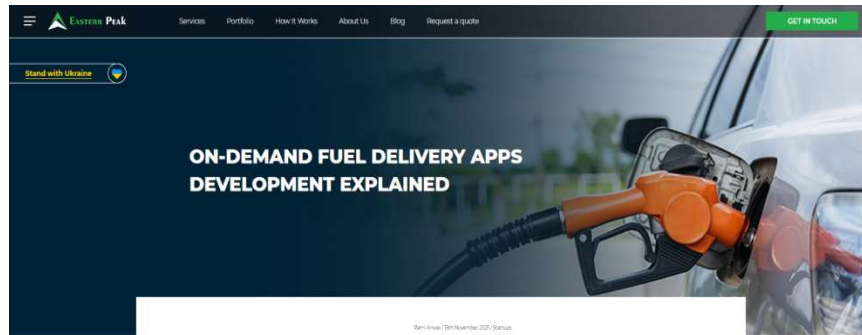 EASTERN PEAK
Services
Portfolio
How It Works
About Us
Blog
Request a quote
GET IN TOUCH
Stand with Ukraine
ON-DEMAND FUEL DELIVERY APPS
DEVELOPMENT EXPLAINED